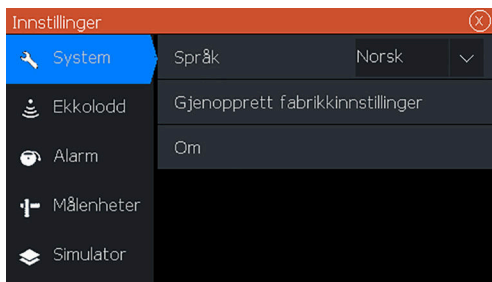 Innstillinger
System
Språk
Norsk
Ekkolodd
Gjenopprett fabrikkinnstillinger
Alarm
Om
Målenheter
Simulator